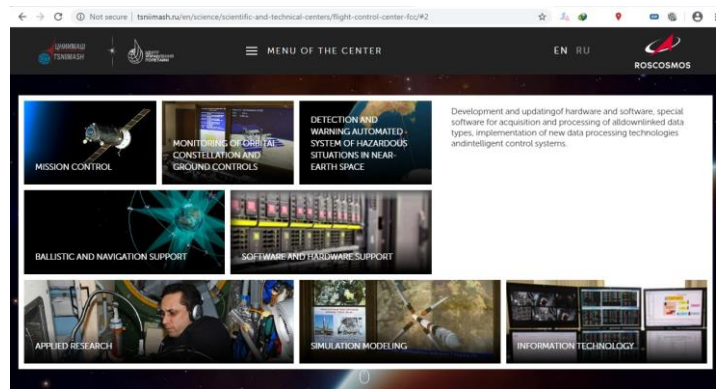 Not secure | tsniimash.ru/en/science/scientific-and-technical-centers/flight-control-center-fcc/#2
ЦНИИМАШ
TSNIIMASH
ЦЕНТР
УПРАВЛЕНИЯ
ПОЛЕТАМИ
MENU OF THE CENTER
EN RU
ROSCOSMOS
MISSION CONTROL
MONITORING OF ORBITAL
CONSTELLATION AND
GROUND CONTROLS
DETECTION AND
WARNING AUTOMATED
SYSTEM OF HAZARDOUS
SITUATIONS IN NEAR-
EARTH SPACE
Development and updatingof hardware and software, special
software for acquisition and processing of alldownlinked data
types, implementation of new data processing technologies
andintelligent control systems.
BALLISTIC AND NAVIGATION SUPPORT
SOFTWARE AND HARDWARE SUPPORT
APPLIED RESEARCH
SIMULATION MODELING
INFORMATION TECHNOLOGY